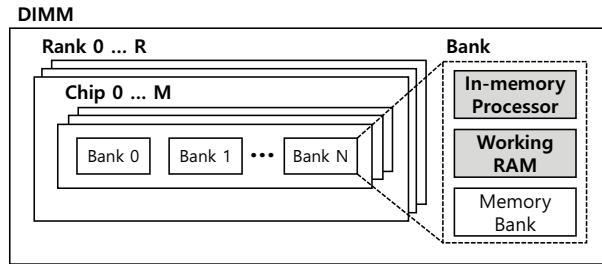 DIMM
Rank 0 ... R
Chip 0 ... M
Bank 0
Bank 1
•••
Bank N
Bank
In-memory
Processor
Working
RAM
Memory
Bank